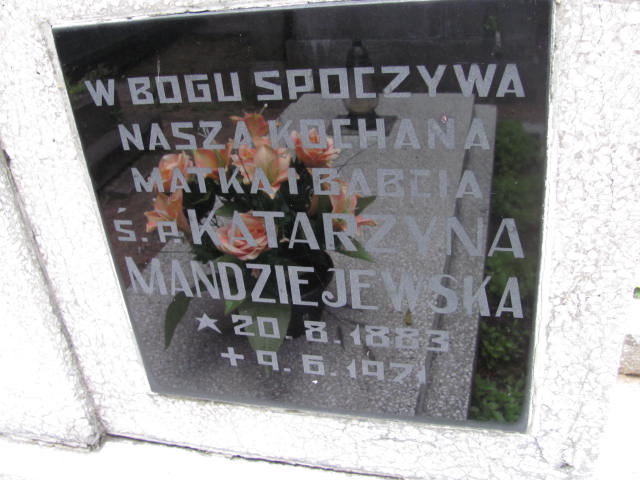 W BOGU SPOCZYWA
NASZA KOCHANA
MATKA I BABCIA
Ś.P. KATARZYNA
MANDZIEJEWSKA
★ 20.8.1883
+ 9.6.1971